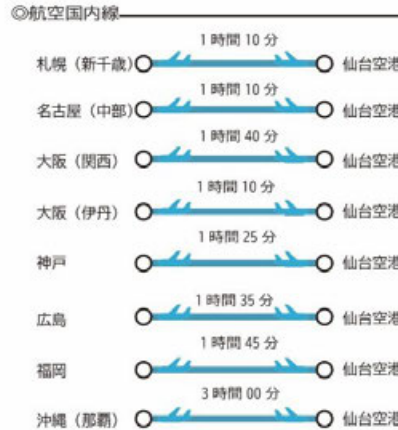 ◎航空国内線
1時間10分
札幌（新千歳） 仙台空港
1時間10分
名古屋（中部） 仙台空港
1時間40分
大阪（関西） 仙台空港
1時間10分
大阪（伊丹） 仙台空港
1時間25分
神戸 仙台空港
1時間35分
広島 仙台空港
1時間45分
福岡 仙台空港
3時間00分
沖縄（那覇） 仙台空港